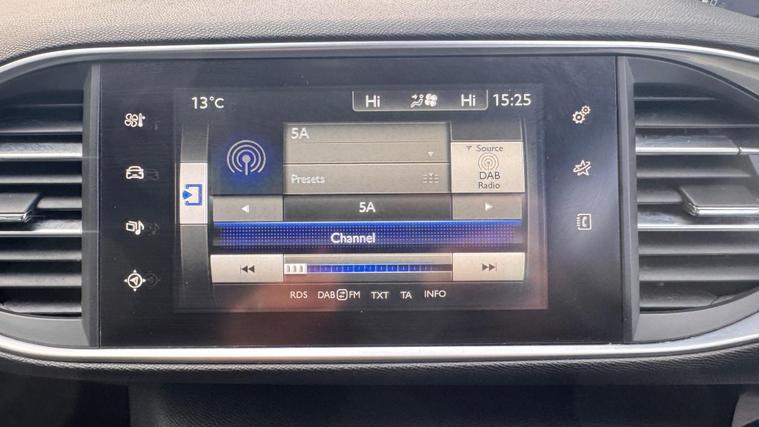 13°C Hi Hi 15:25
5A
Source
Presets
DAB
Radio
5A
Channel
RDS DAB FM TXT TA INFO